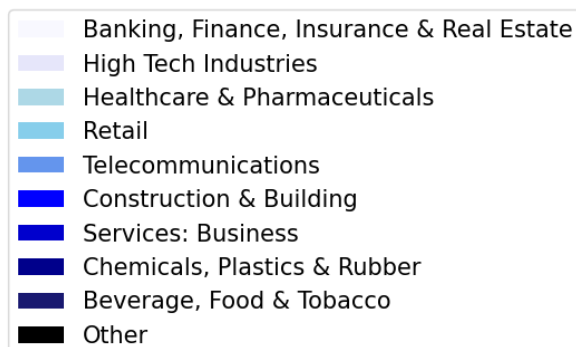 Banking, Finance, Insurance & Real Estate
High Tech Industries
Healthcare & Pharmaceuticals
Retail
Telecommunications
Construction & Building
Services: Business
Chemicals, Plastics & Rubber
Beverage, Food & Tobacco
Other